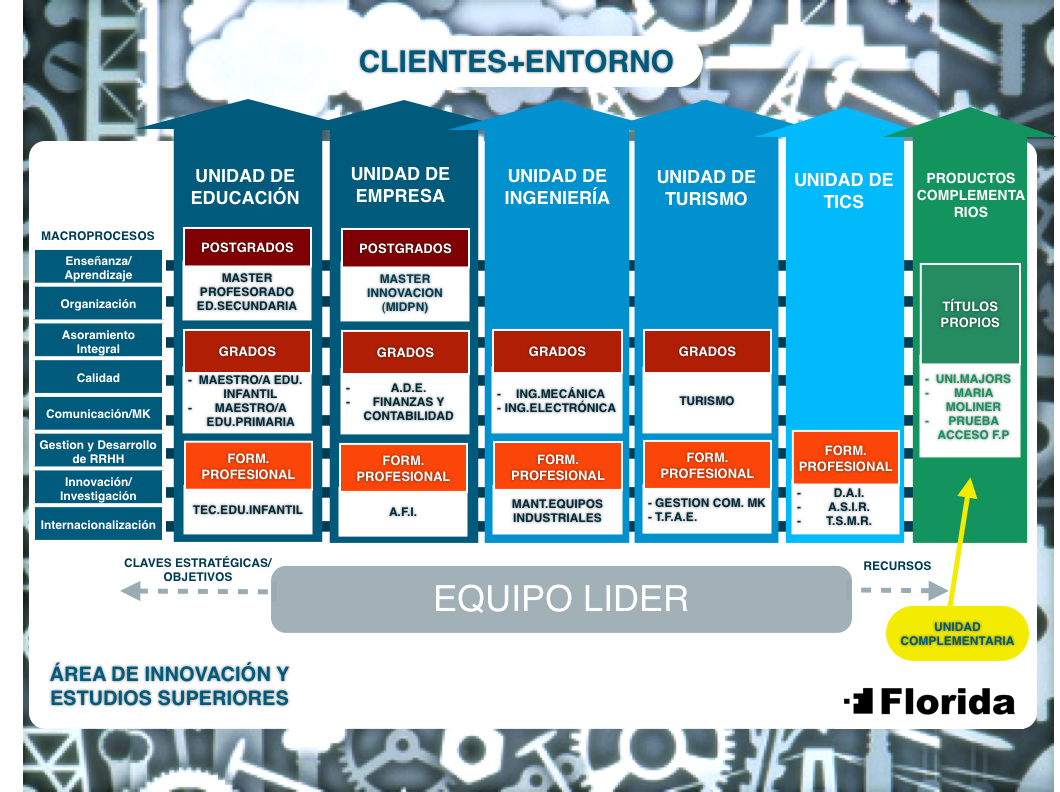 CLIENTES+ENTORNO
UNIDAD DE
EDUCACIÓN
UNIDAD DE
EMPRESA
UNIDAD DE
INGENIERÍA
UNIDAD DE
TURISMO
UNIDAD DE
TICS
PRODUCTOS
COMPLEMENTA
RIOS
MACROPROCESOS
Enseñanza/
Aprendizaje
Organización
Asoramiento
Integral
Calidad
Comunicación/MK
Gestion y Desarrollo
de RRHH
Innovación/
Investigación
Internacionalización
POSTGRADOS
MASTER
PROFESORADO
ED.SECUNDARIA
GRADOS
- MAESTRO/A EDU.
INFANTIL
- MAESTRO/A
EDU.PRIMARIA
FORM.
PROFESIONAL
TEC.EDU.INFANTIL
POSTGRADOS
MASTER
INNOVACION
(MIDPN)
GRADOS
- A.D.E.
- FINANZAS Y
CONTABILIDAD
FORM.
PROFESIONAL
A.F.I.
GRADOS
- ING.MECÁNICA
- ING.ELECTRÓNICA
FORM.
PROFESIONAL
MANT.EQUIPOS
INDUSTRIALES
GRADOS
TURISMO
FORM.
PROFESIONAL
- GESTION COM. MK
- T.F.A.E.
FORM.
PROFESIONAL
- D.A.I.
- A.S.I.R.
- T.S.M.R.
TÍTULOS
PROPIOS
- UNI.MAJORS
- MARIA
MOLINER
- PRUEBA
ACCESO F.P
CLAVES ESTRATÉGICAS/
OBJETIVOS
EQUIPO LIDER
RECURSOS
UNIDAD
COMPLEMENTARIA
ÁREA DE INNOVACIÓN Y
ESTUDIOS SUPERIORES
Florida